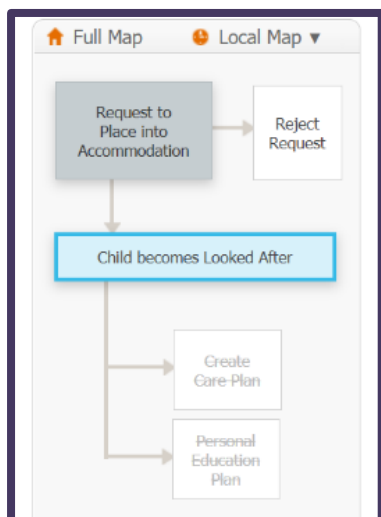 Full Map Local Map ▼
Request to
Place into
Accommodation
Reject
Request
Child becomes Looked After
Create
Care Plan
Personal
Education
Plan